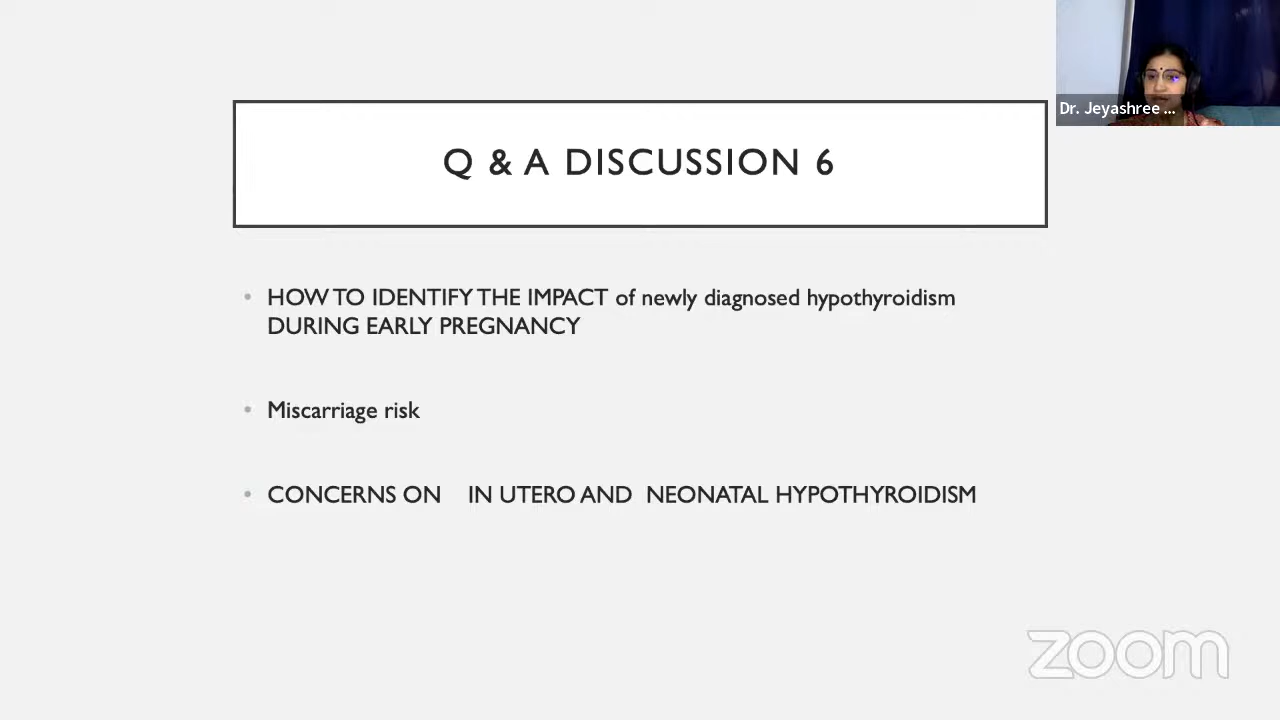 Dr. Jeyashree ...
Q & A DISCUSSION 6
• HOW TO IDENTIFY THE IMPACT of newly diagnosed hypothyroidism
DURING EARLY PREGNANCY
• Miscarriage risk
• CONCERNS ON IN UTERO AND NEONATAL HYPOTHYROIDISM
zoom